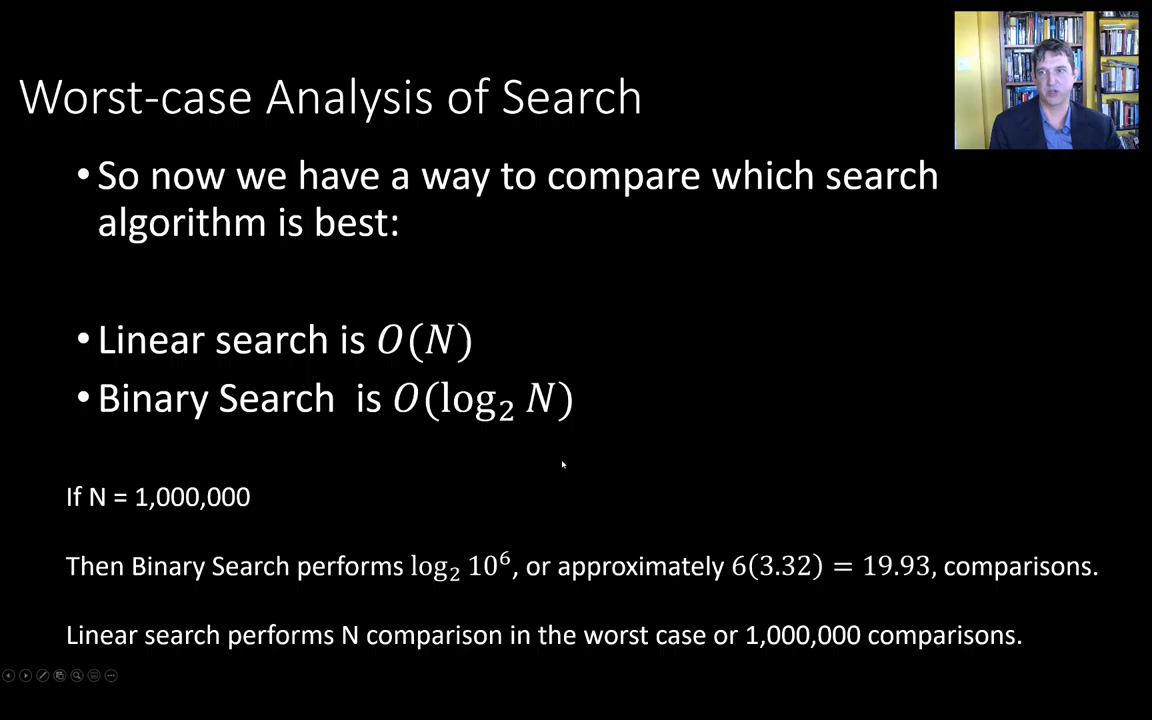 Worst-case Analysis of Search
•So now we have a way to compare which search
algorithm is best:
•Linear search is O(N)
•Binary Search is O(log₂ N)
If N = 1,000,000
Then Binary Search performs log₂ 10⁶, or approximately 6(3.32) = 19.93, comparisons.
Linear search performs N comparison in the worst case or 1,000,000 comparisons.